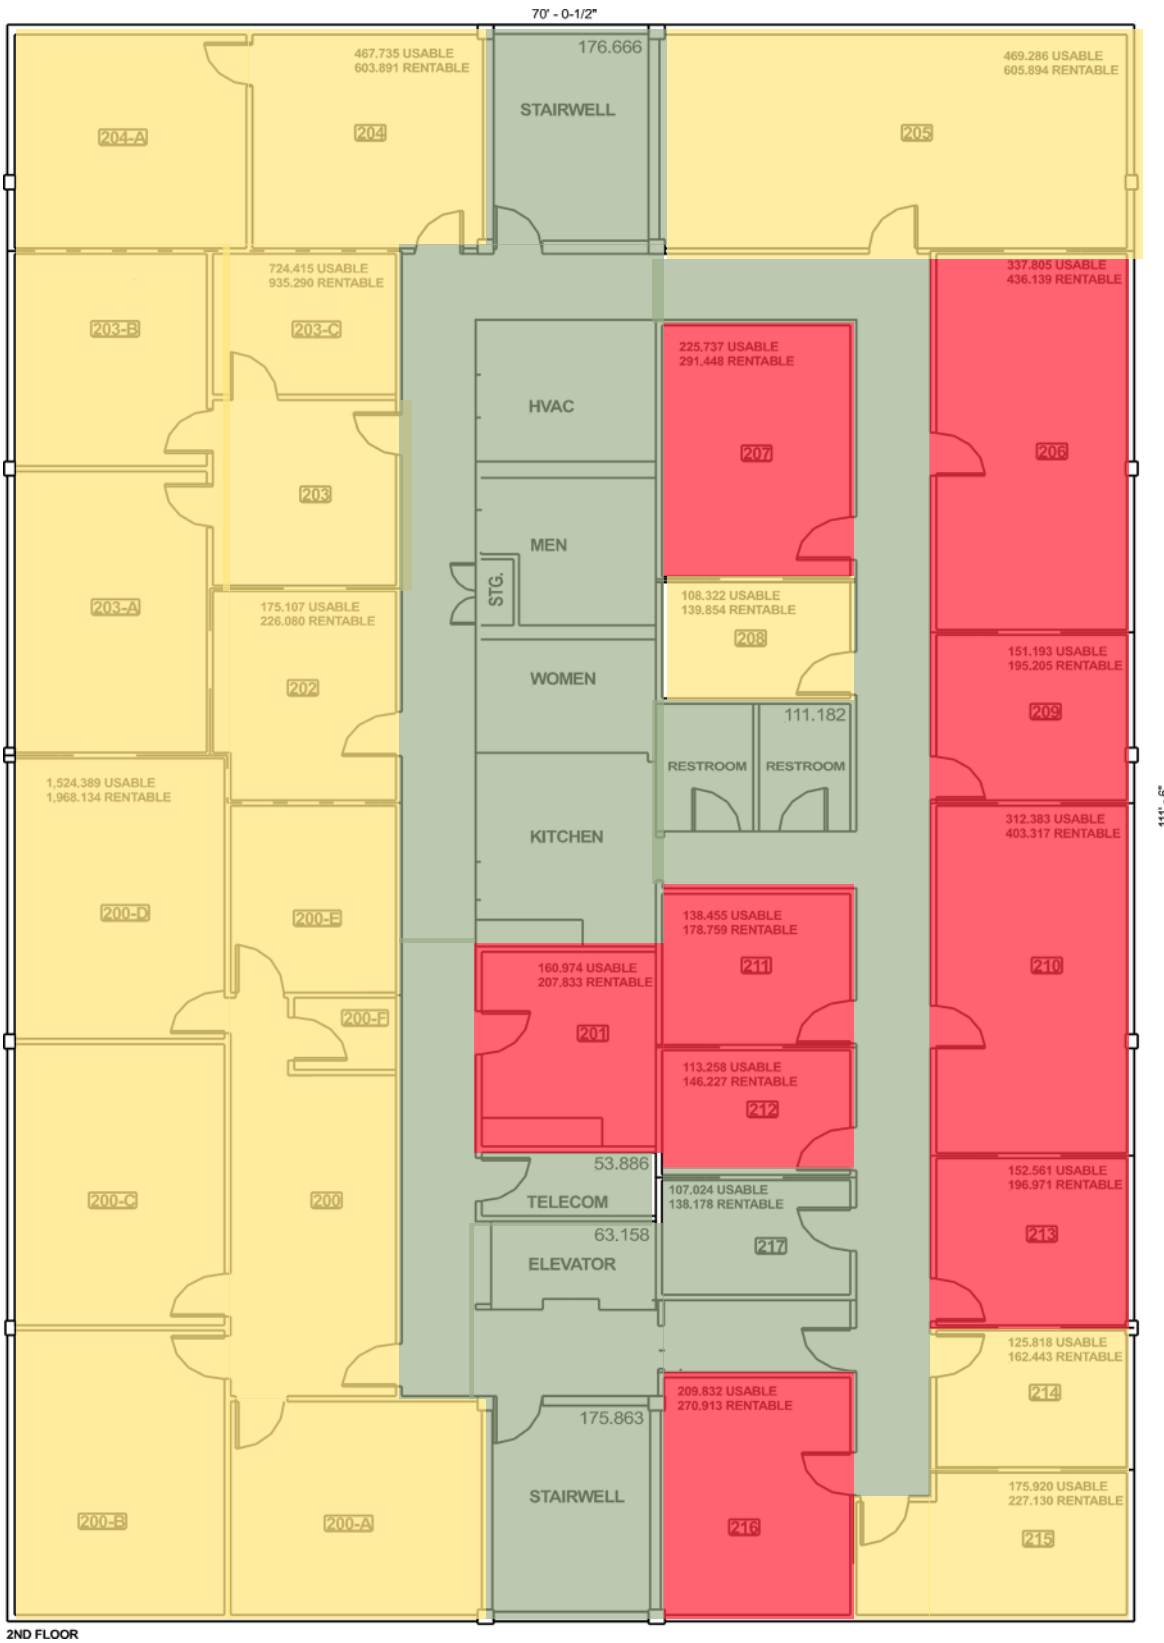 70' - 0-1/2"
176.666
STAIRWELL
467.735 USABLE
603.891 RENTABLE
204-A
204
469.286 USABLE
605.894 RENTABLE
205
724.415 USABLE
935.290 RENTABLE
203-B
203-C
337.805 USABLE
436.139 RENTABLE
225.737 USABLE
291.448 RENTABLE
HVAC
207
206
203
MEN
STG.
203-A
175.107 USABLE
226.080 RENTABLE
202
108.322 USABLE
139.854 RENTABLE
208
WOMEN
151.193 USABLE
195.205 RENTABLE
209
111.182
RESTROOM
RESTROOM
1,524.389 USABLE
1,968.134 RENTABLE
KITCHEN
111' - 6"
312.383 USABLE
403.317 RENTABLE
200-D
200-E
138.455 USABLE
178.759 RENTABLE
211
210
160.974 USABLE
207.833 RENTABLE
201
200-F
113.258 USABLE
146.227 RENTABLE
212
53.886
TELECOM
200-C
200
107.024 USABLE
138.178 RENTABLE
217
152.561 USABLE
196.971 RENTABLE
213
63.158
ELEVATOR
125.818 USABLE
162.443 RENTABLE
214
209.832 USABLE
270.913 RENTABLE
175.863
STAIRWELL
200-B
200-A
216
175.920 USABLE
227.130 RENTABLE
215
2ND FLOOR